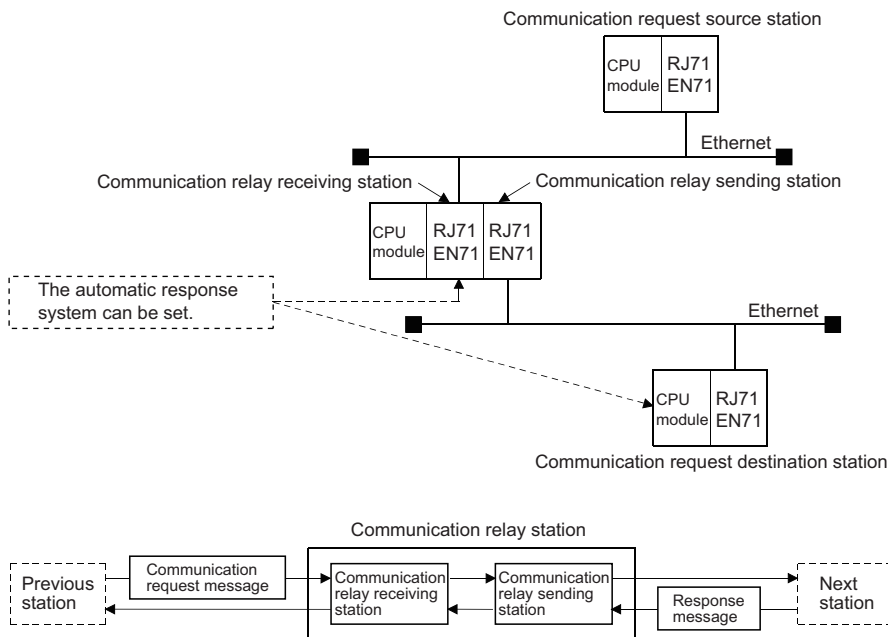 Communication request source station
CPU
module
RJ71
EN71
Ethernet
Communication relay receiving station
Communication relay sending station
CPU
module
RJ71
EN71
RJ71
EN71
The automatic response
system can be set.
Ethernet
CPU
module
RJ71
EN71
Communication request destination station
Communication relay station
Previous
station
Communication
request message
Communication
relay receiving
station
Communication
relay sending
station
Response
message
Next
station